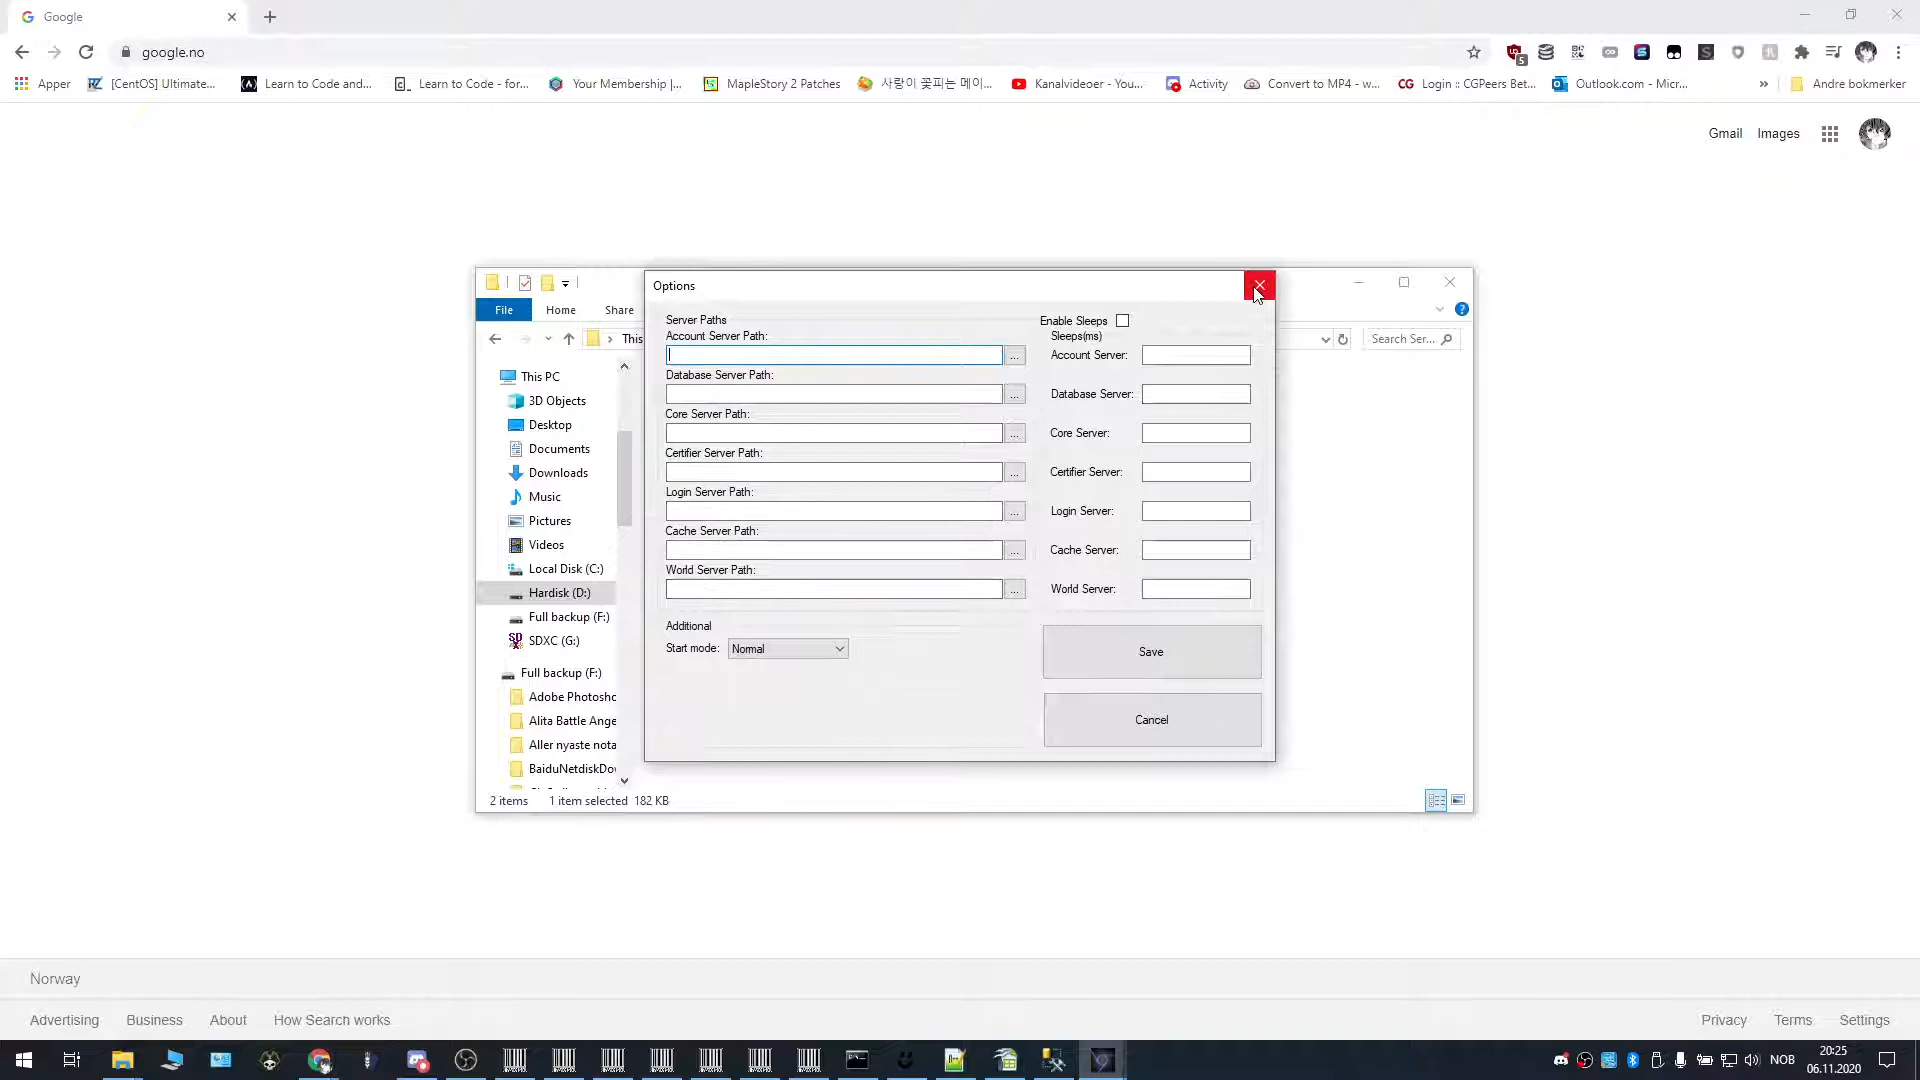 Google
google.no
5
Apper
[CentOS] Ultimate...
Learn to Code and...
Learn to Code - for...
Your Membership |...
MapleStory 2 Patches
사랑이 꽃피는 메이...
Kanalvideoer - You...
Activity
Convert to MP4 - w...
CG
Login :: CGPeers Bet...
Outlook.com - Micr...
»
Andre bokmerker
Gmail
Images
File
Home
Share
This
Search Ser...
This PC
3D Objects
Desktop
Documents
Downloads
Music
Pictures
Videos
Local Disk (C:)
Hardisk (D:)
Full backup (F:)
SDXC (G:)
Full backup (F:)
Adobe Photosho
Alita Battle Ange
Aller nyaste nota
BaiduNetdiskDo
2 items
1 item selected 182 KB
Options
Server Paths
Account Server Path:
...
Database Server Path:
...
Core Server Path:
...
Certifier Server Path:
...
Login Server Path:
...
Cache Server Path:
...
World Server Path:
...
Enable Sleeps
Sleeps(ms)
Account Server:
Database Server:
Core Server:
Certifier Server:
Login Server:
Cache Server:
World Server:
Additional
Start mode:
Normal
Save
Cancel
Norway
Advertising
Business
About
How Search works
Privacy
Terms
Settings
NOB
20:25
06.11.2020